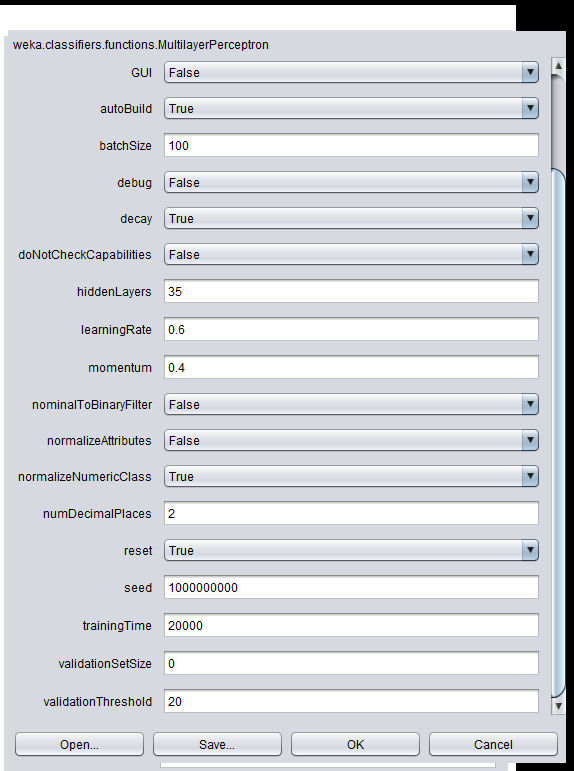 weka.classifiers.functions.MultilayerPerceptron
GUI False
autoBuild True
batchSize 100
debug False
decay True
doNotCheckCapabilities False
hiddenLayers 35
learningRate 0.6
momentum 0.4
nominalToBinaryFilter False
normalizeAttributes False
normalizeNumericClass True
numDecimalPlaces 2
reset True
seed 1000000000
trainingTime 20000
validationSetSize 0
validationThreshold 20
Open... Save... OK Cancel